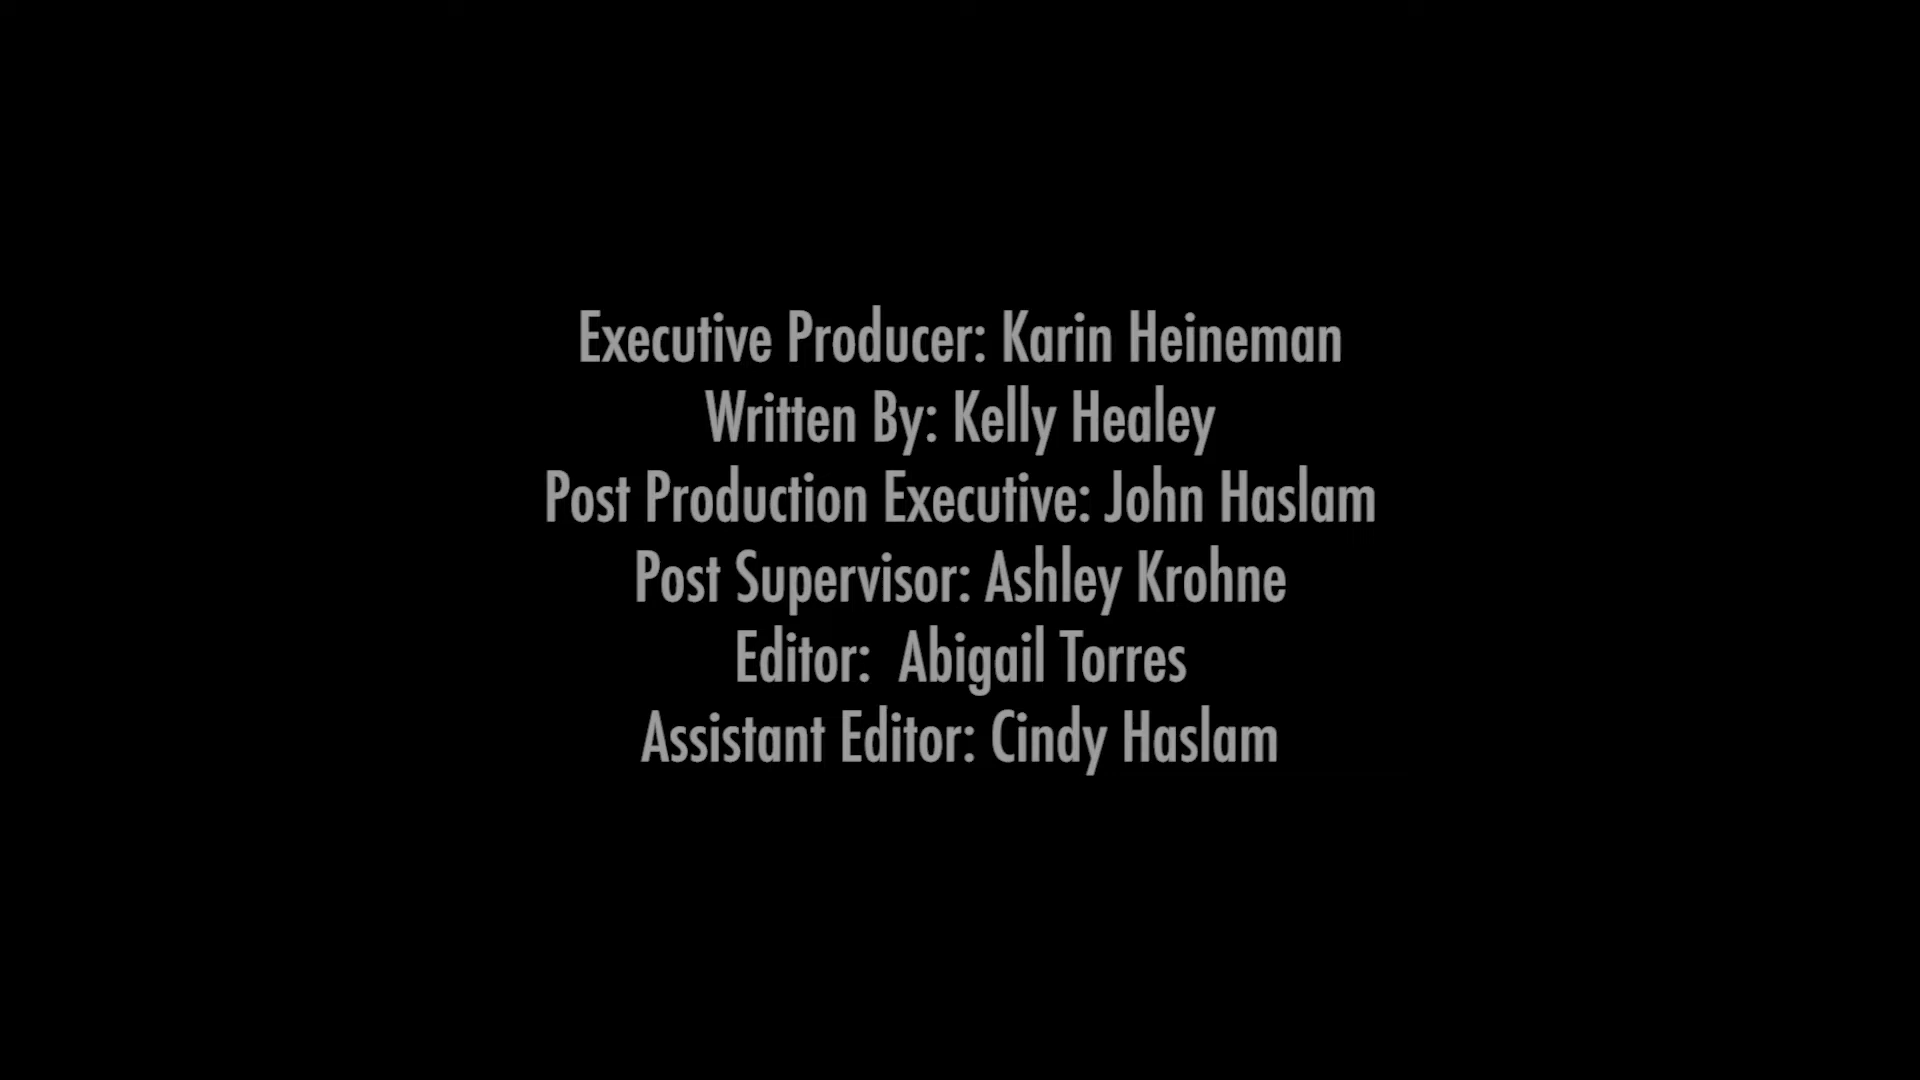 Executive Producer: Karin Heineman
Written By: Kelly Healey
Post Production Executive: John Haslam
Post Supervisor: Ashley Krohne
Editor:  Abigail Torres
Assistant Editor: Cindy Haslam